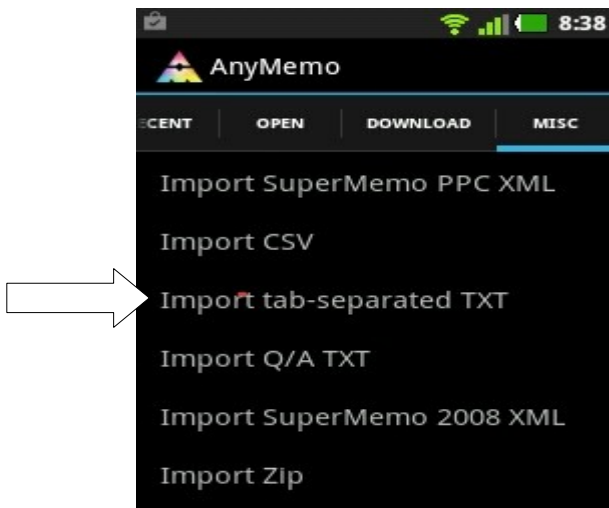 8:38
AnyMemo
ECENT OPEN DOWNLOAD MISC
Import SuperMemo PPC XML
Import CSV
Import tab-separated TXT
Import Q/A TXT
Import SuperMemo 2008 XML
Import Zip